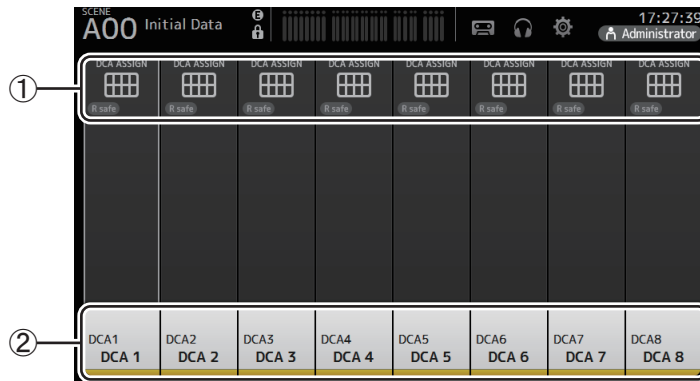 SCENE
A00 Initial Data
E
17:27:39
Administrator
①
DCA ASSIGN DCA ASSIGN DCA ASSIGN DCA ASSIGN DCA ASSIGN DCA ASSIGN DCA ASSIGN DCA ASSIGN
R safe R safe R safe R safe R safe R safe R safe R safe
②
DCA1 DCA2 DCA3 DCA4 DCA5 DCA6 DCA7 DCA8
DCA 1 DCA 2 DCA 3 DCA 4 DCA 5 DCA 6 DCA 7 DCA 8